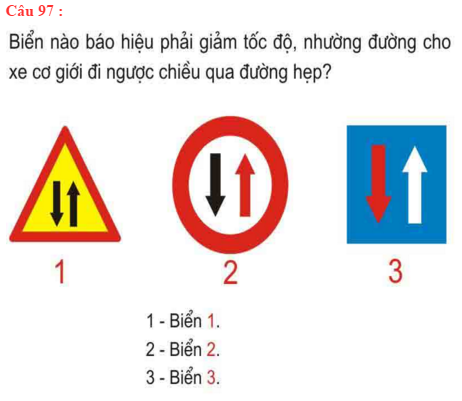 Câu 97 :
Biển nào báo hiệu phải giảm tốc độ, nhường đường cho
xe cơ giới đi ngược chiều qua đường hẹp?
1 2 3
1 - Biển 1.
2 - Biển 2.
3 - Biển 3.